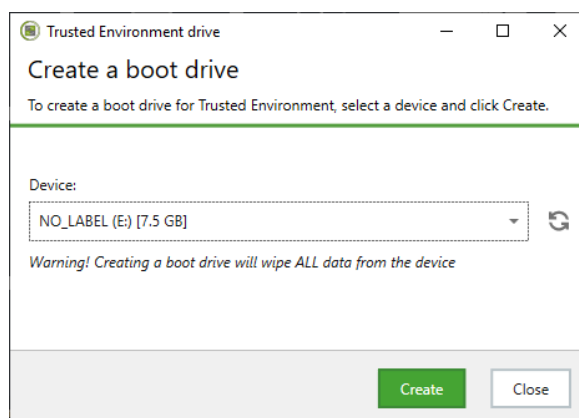 Trusted Environment drive
Create a boot drive
To create a boot drive for Trusted Environment, select a device and click Create.
Device:
NO_LABEL (E:) [7.5 GB]
Warning! Creating a boot drive will wipe ALL data from the device
Create
Close